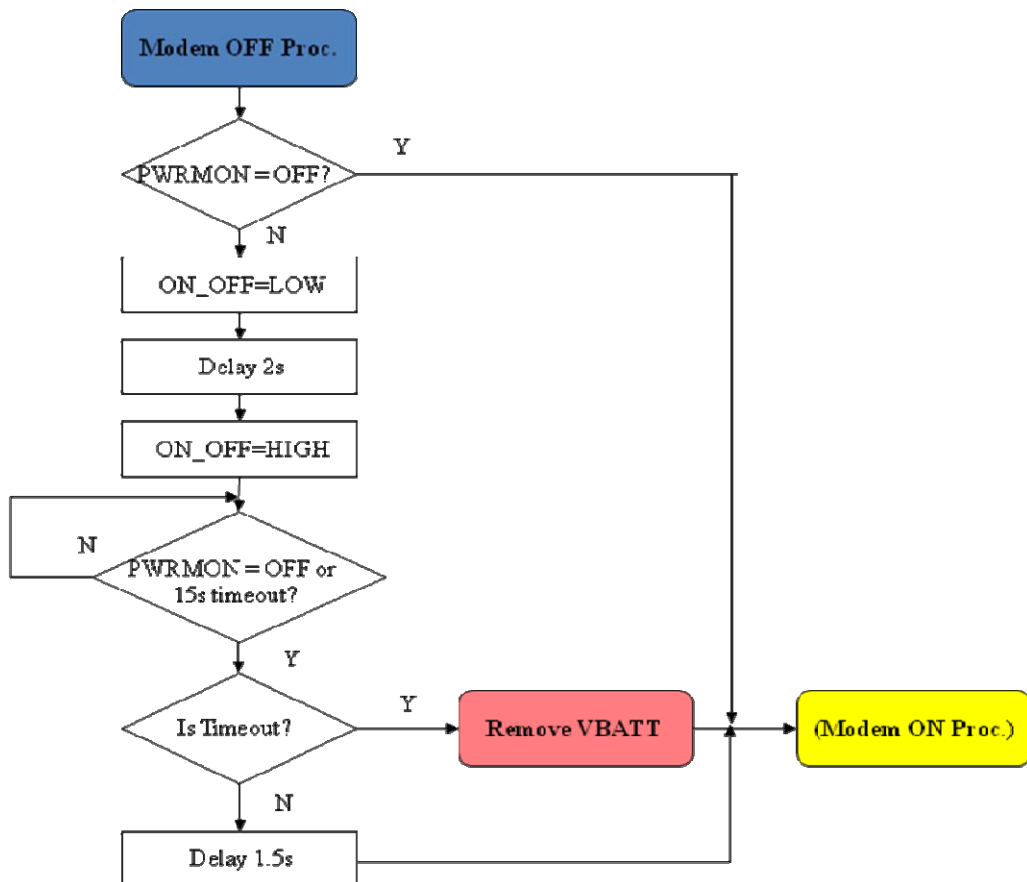 Modem OFF Proc.
Y
PWRMON = OFF?
N
ON_OFF=LOW
Delay 2s
ON_OFF=HIGH
N
PWRMON = OFF or
15s timeout?
Y
Is Timeout?
Y
Remove VBATT
(Modem ON Proc.)
N
Delay 1.5s